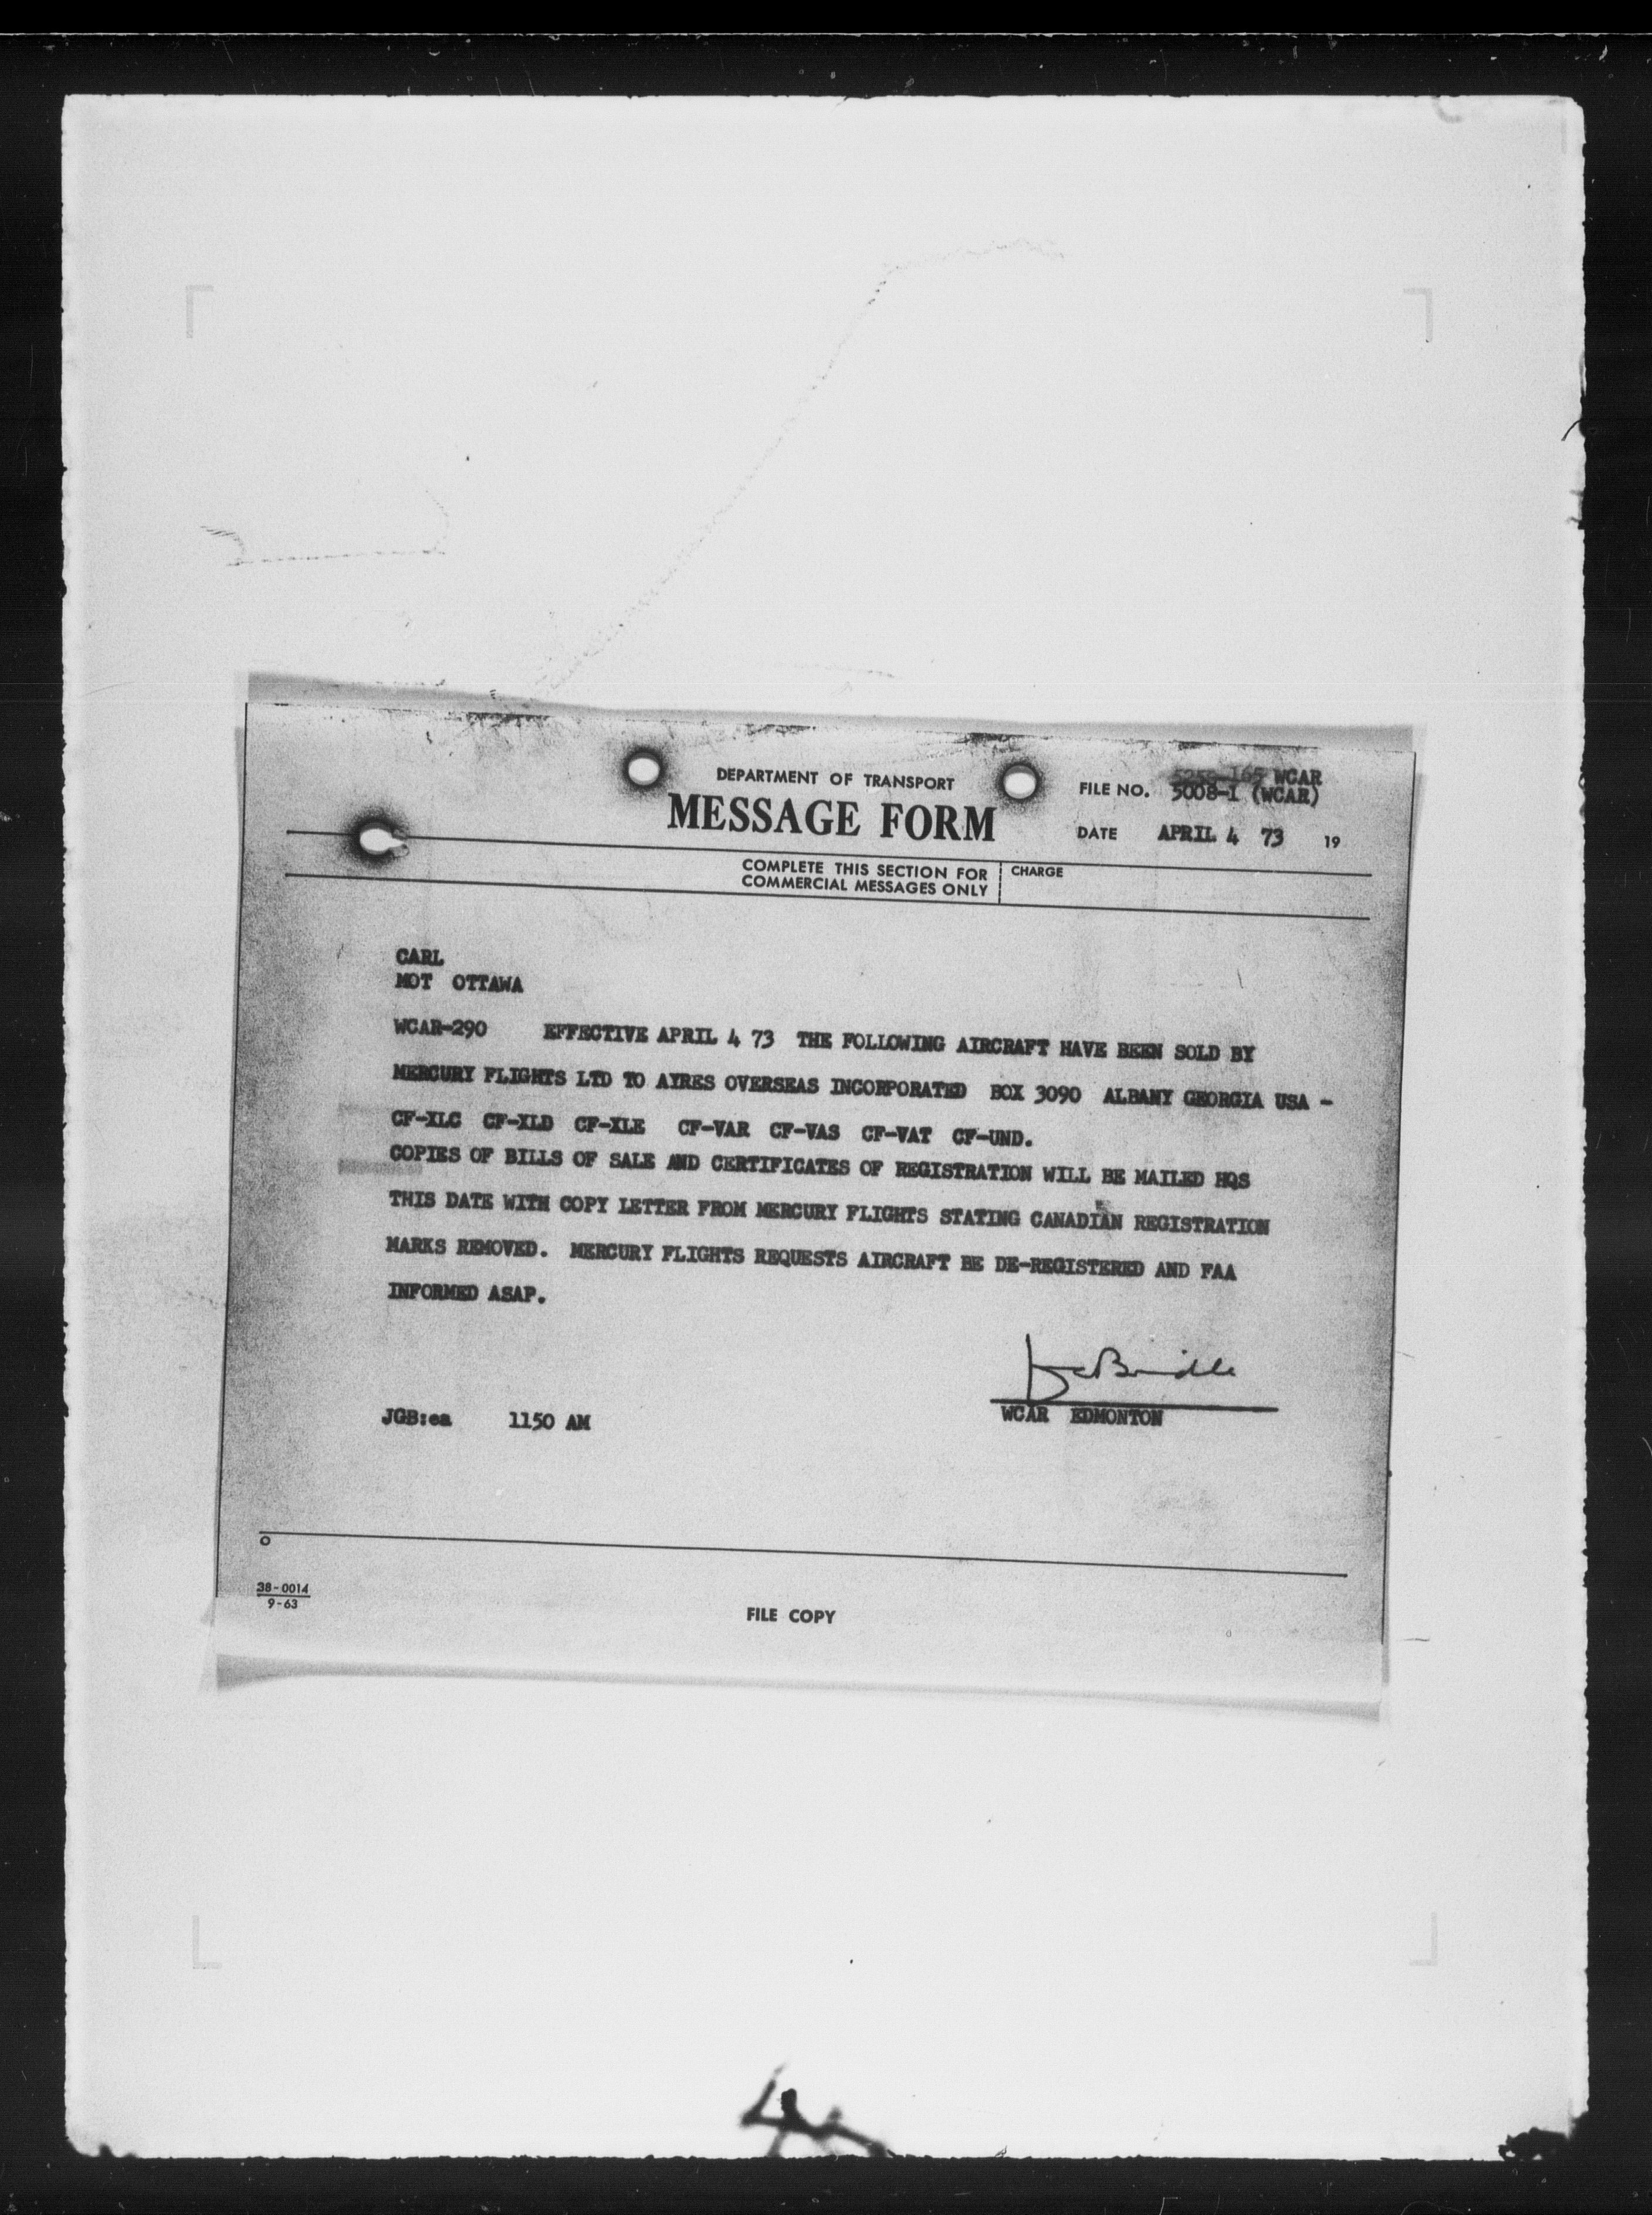 DEPARTMENT OF TRANSPORT
MESSAGE FORM
FILE NO. 5258-165 WCAR
5008-1 (WCAR)
DATE APRIL 4 73 19
COMPLETE THIS SECTION FOR
COMMERCIAL MESSAGES ONLY
CHARGE
CARL
MOT OTTAWA
WCAR-290 EFFECTIVE APRIL 4 73 THE FOLLOWING AIRCRAFT HAVE BEEN SOLD BY
MERCURY FLIGHTS LTD TO AYRES OVERSEAS INCORPORATED BOX 3090 ALBANY GEORGIA USA -
CF-XLC CF-XLD CF-XLE CF-VAR CF-VAS CF-VAT CF-UND.
COPIES OF BILLS OF SALE AND CERTIFICATES OF REGISTRATION WILL BE MAILED HQS
THIS DATE WITH COPY LETTER FROM MERCURY FLIGHTS STATING CANADIAN REGISTRATION
MARKS REMOVED. MERCURY FLIGHTS REQUESTS AIRCRAFT BE DE-REGISTERED AND FAA
INFORMED ASAP.
JGB:ea 1150 AM
WCAR EDMONTON
38-0014
9-63
FILE COPY